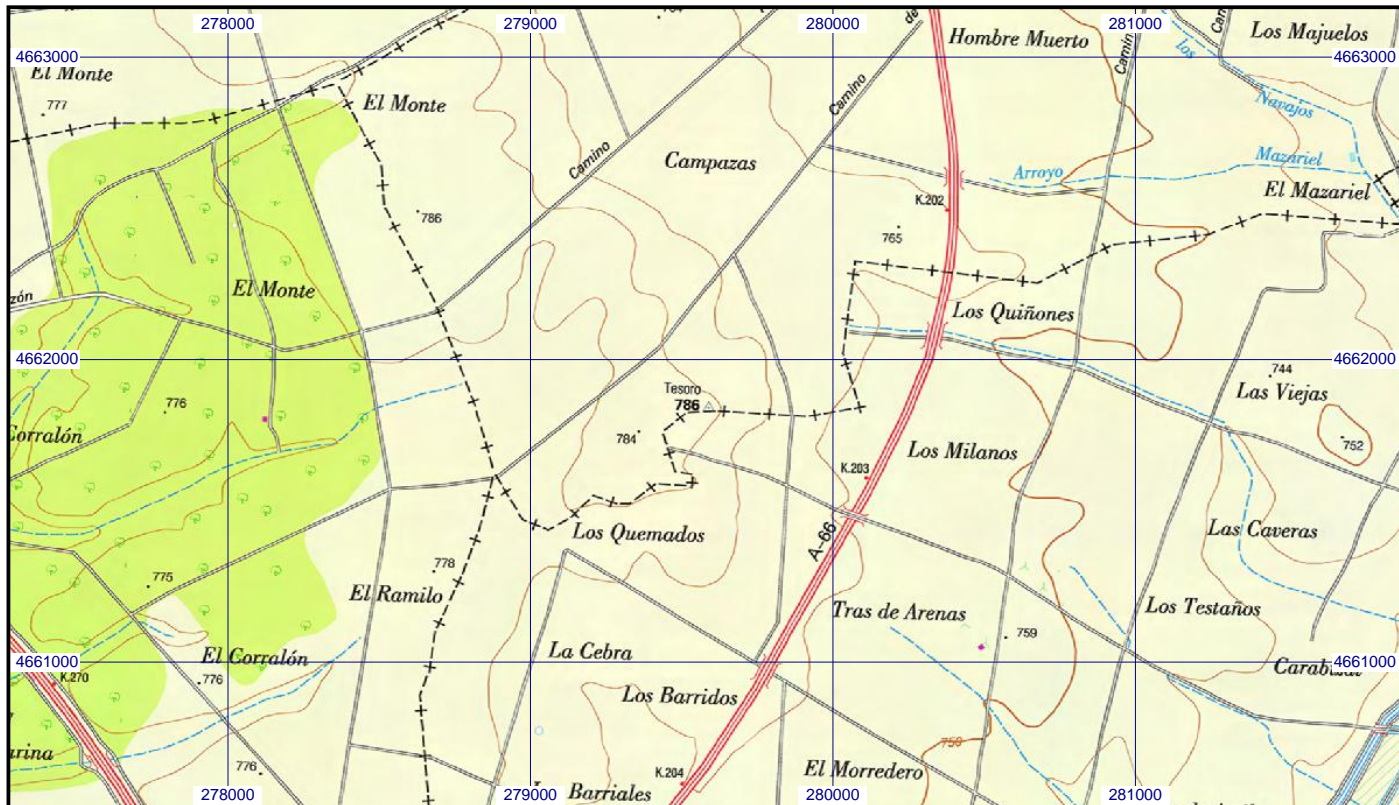 278000
279000
280000
281000
Hombre Muerto
Los Majuelos
4663000
4663000
El Monte
777
El Monte
Camino
Camino
los
Navajos
Campazas
Mazariel
Arroyo
El Mazariel
786
K.202
765
El Monte
zón
Los Quiñones
4662000
4662000
744
Tesoro
786
Las Viejas
776
784
752
Corralón
Los Milanos
K.203
Los Quemados
A-66
Las Caveras
778
775
El Ramilo
Tras de Arenas
Los Testaños
759
La Cebra
El Corralón
4661000
4661000
776
K.270
Los Barridos
750
arina
776
K.204
El Morredero
Barriales
278000
279000
280000
281000